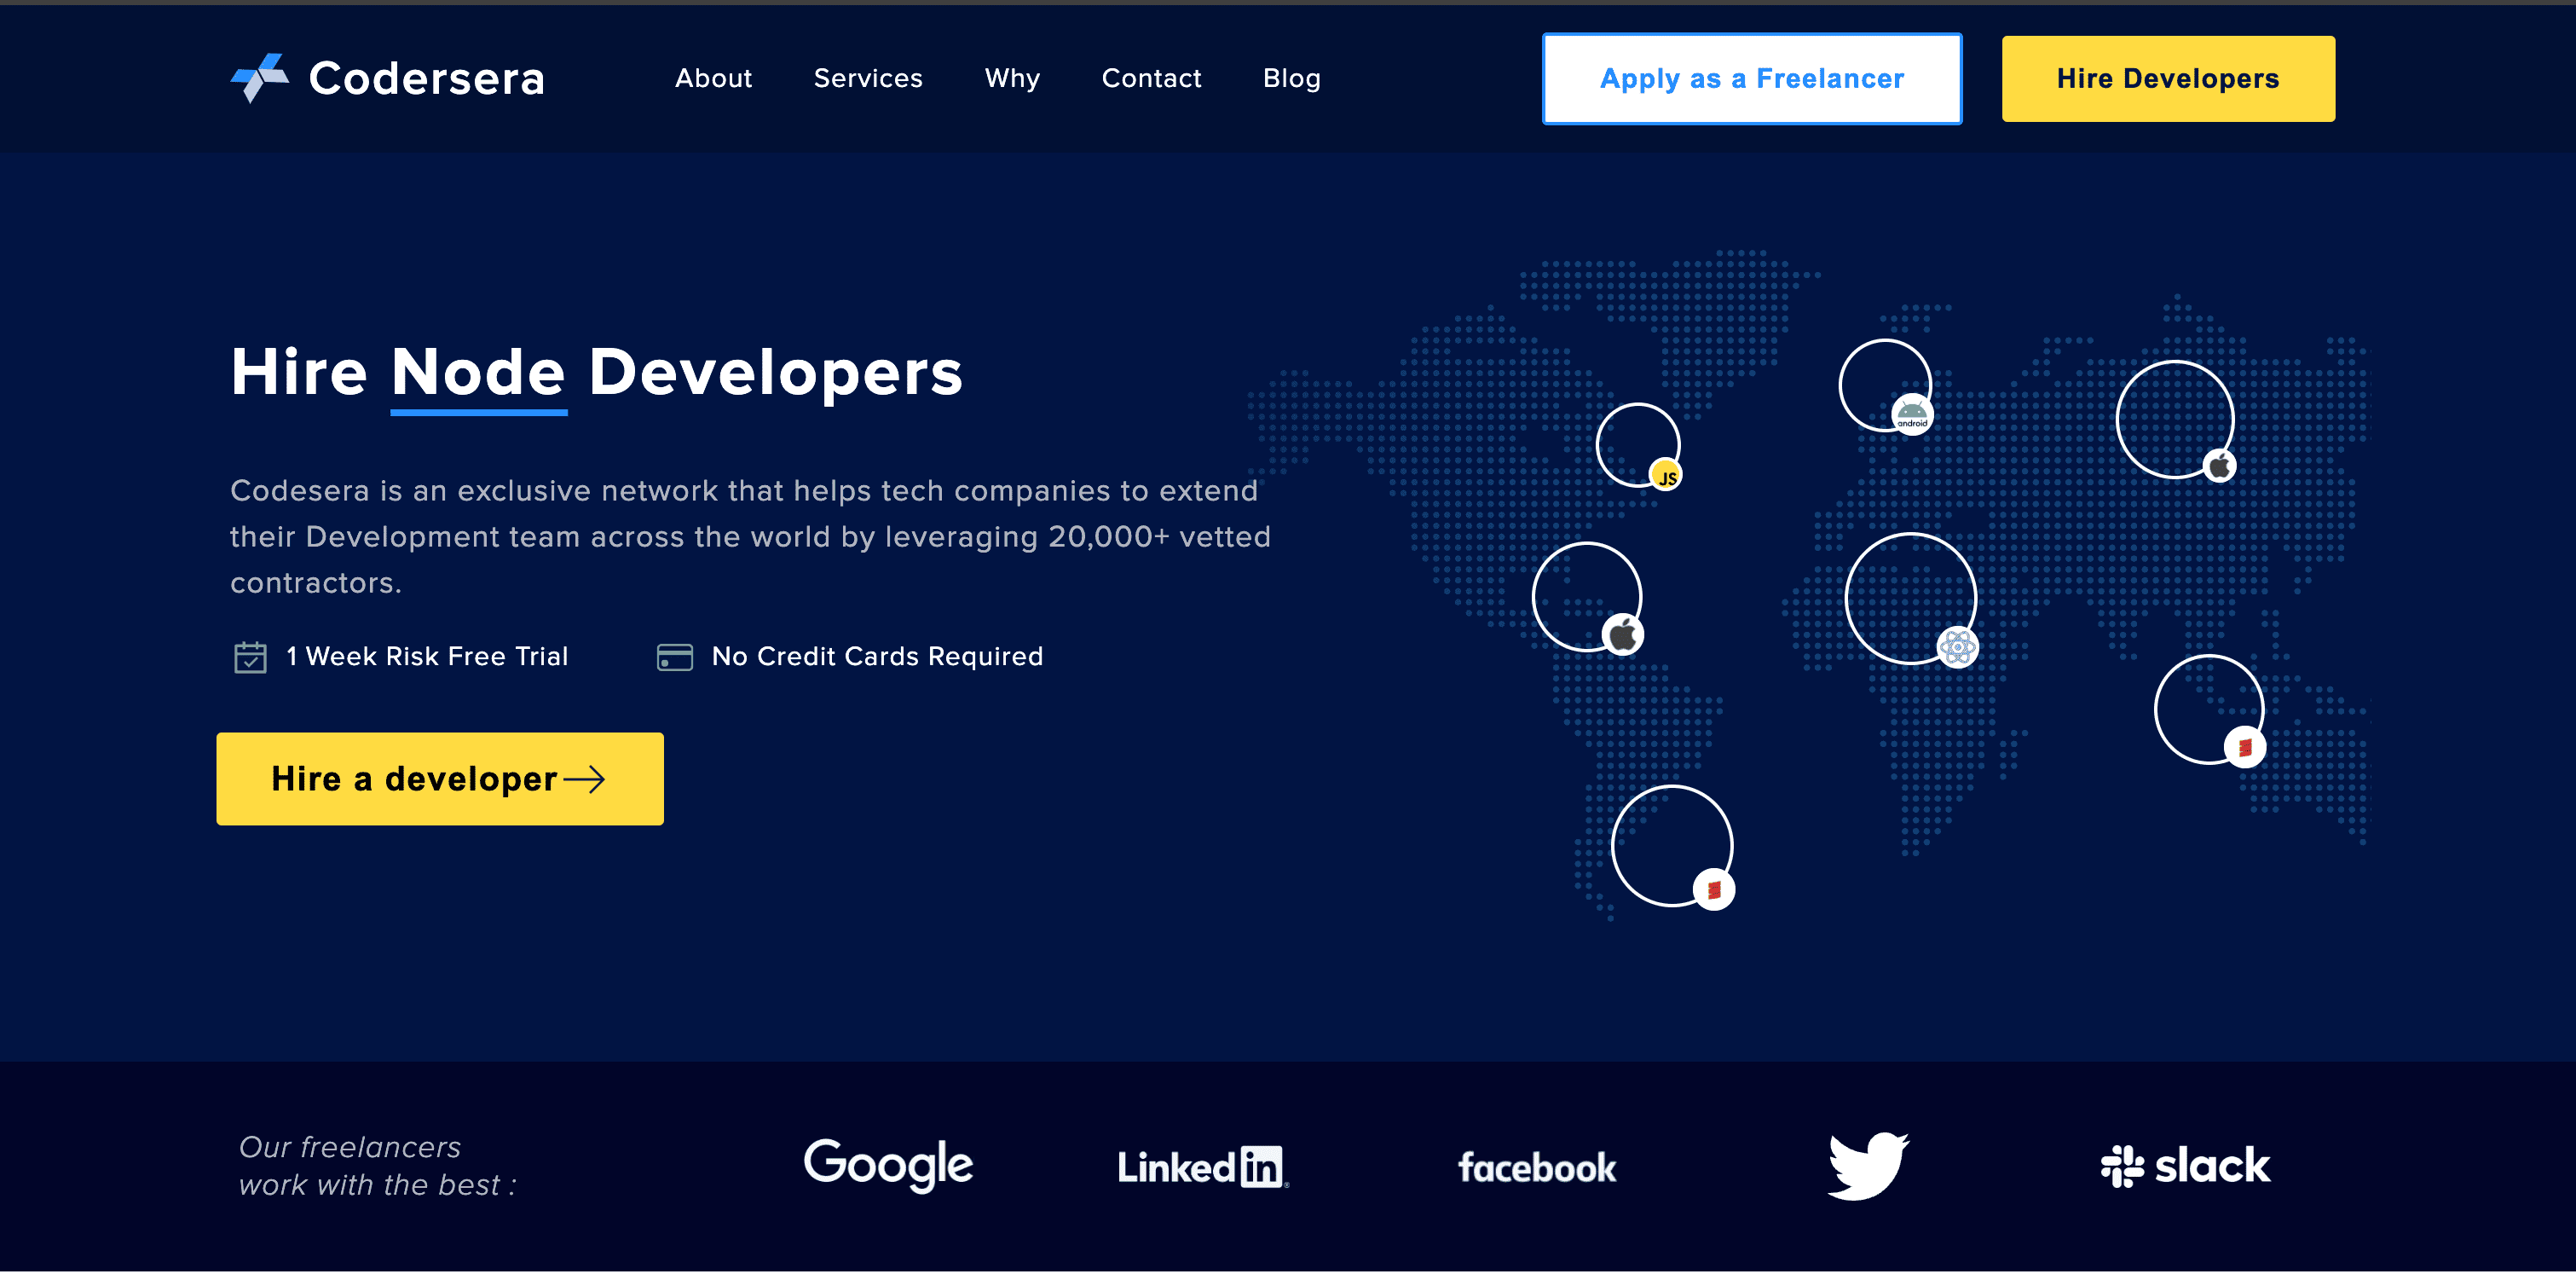 Codersera
About
Services
Why
Contact
Blog
Apply as a Freelancer
Hire Developers
Hire Node Developers
Codesera is an exclusive network that helps tech companies to extend
their Development team across the world by leveraging 20,000+ vetted
contractors.
1 Week Risk Free Trial
No Credit Cards Required
Hire a developer
JS
android
Our freelancers
work with the best :
Google
Linked in
facebook
slack